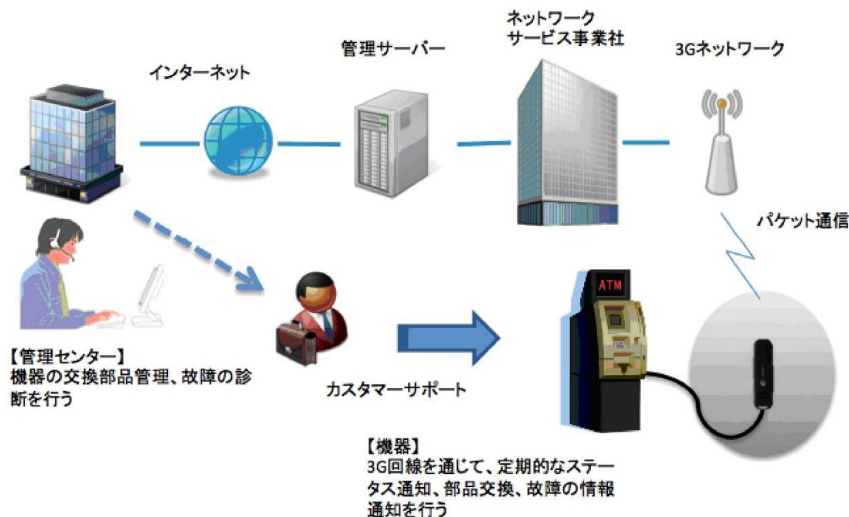 ネットワーク
サービス事業社
管理サーバー
3Gネットワーク
インターネット
パケット通信
ATM
【管理センター】
機器の交換部品管理、故障の診
断を行う
カスタマーサポート
【機器】
3G回線を通じて、定期的なステー
タス通知、部品交換、故障の情報
通知を行う